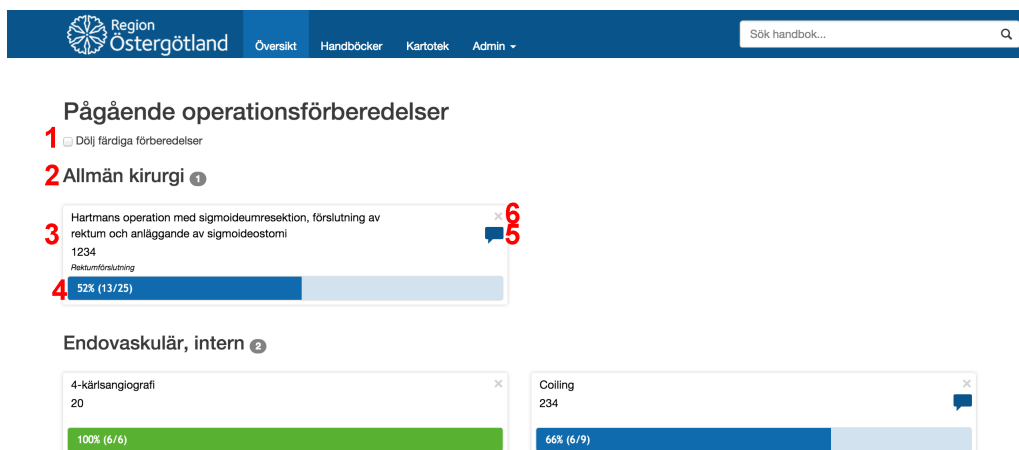 Region
Östergötland
Översikt Handböcker Kartotek Admin
Sök handbok...
Pågående operationsförberedelser
1 Dölj färdiga förberedelser
2 Allmän kirurgi 1
6
Hartmans operation med sigmoideumresektion, förslutning av
3 rektum och anläggande av sigmoideostomi 5
1234
Rektumförslutning
4 52% (13/25)
Endovaskulär, intern 2
4-kärlsangiografi
20
100% (6/6)
Coiling
234
66% (6/9)